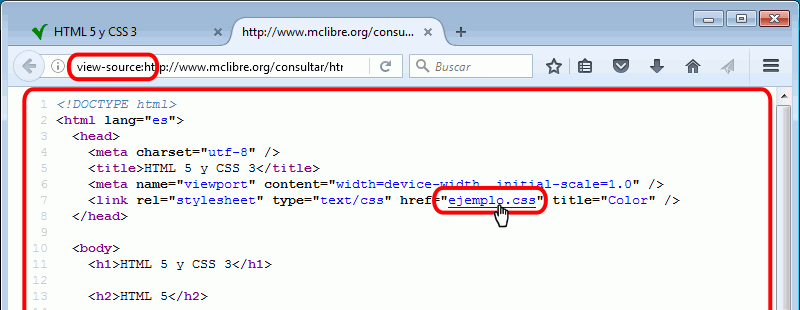 HTML 5 y CSS 3
http://www.mclibre.org/consu...
view-source:http://www.mclibre.org/consultar/htr
Buscar
1 <!DOCTYPE html>
2 <html lang="es">
3 <head>
4 <meta charset="utf-8" />
5 <title>HTML 5 y CSS 3</title>
6 <meta name="viewport" content="width=device-width, initial-scale=1.0" />
7 <link rel="stylesheet" type="text/css" href="ejemplo.css" title="Color" />
8 </head>
9
10 <body>
11 <h1>HTML 5 y CSS 3</h1>
12
13 <h2>HTML 5</h2>